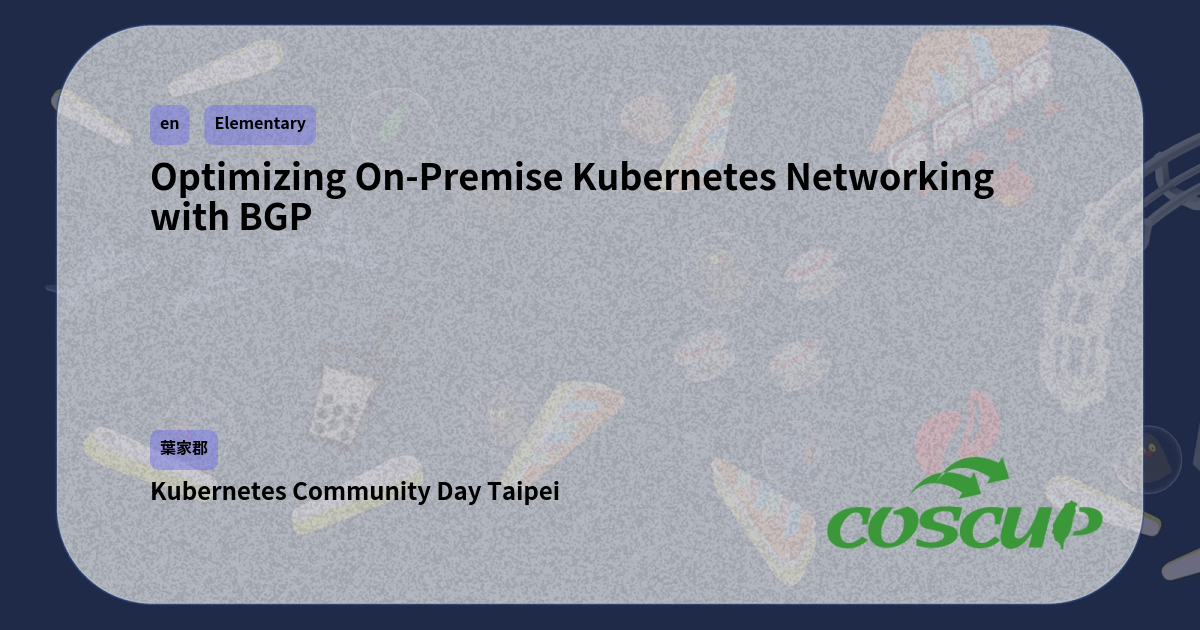 en
Elementary
Optimizing On-Premise Kubernetes Networking
with BGP
葉家郡
Kubernetes Community Day Taipei
COSCUP